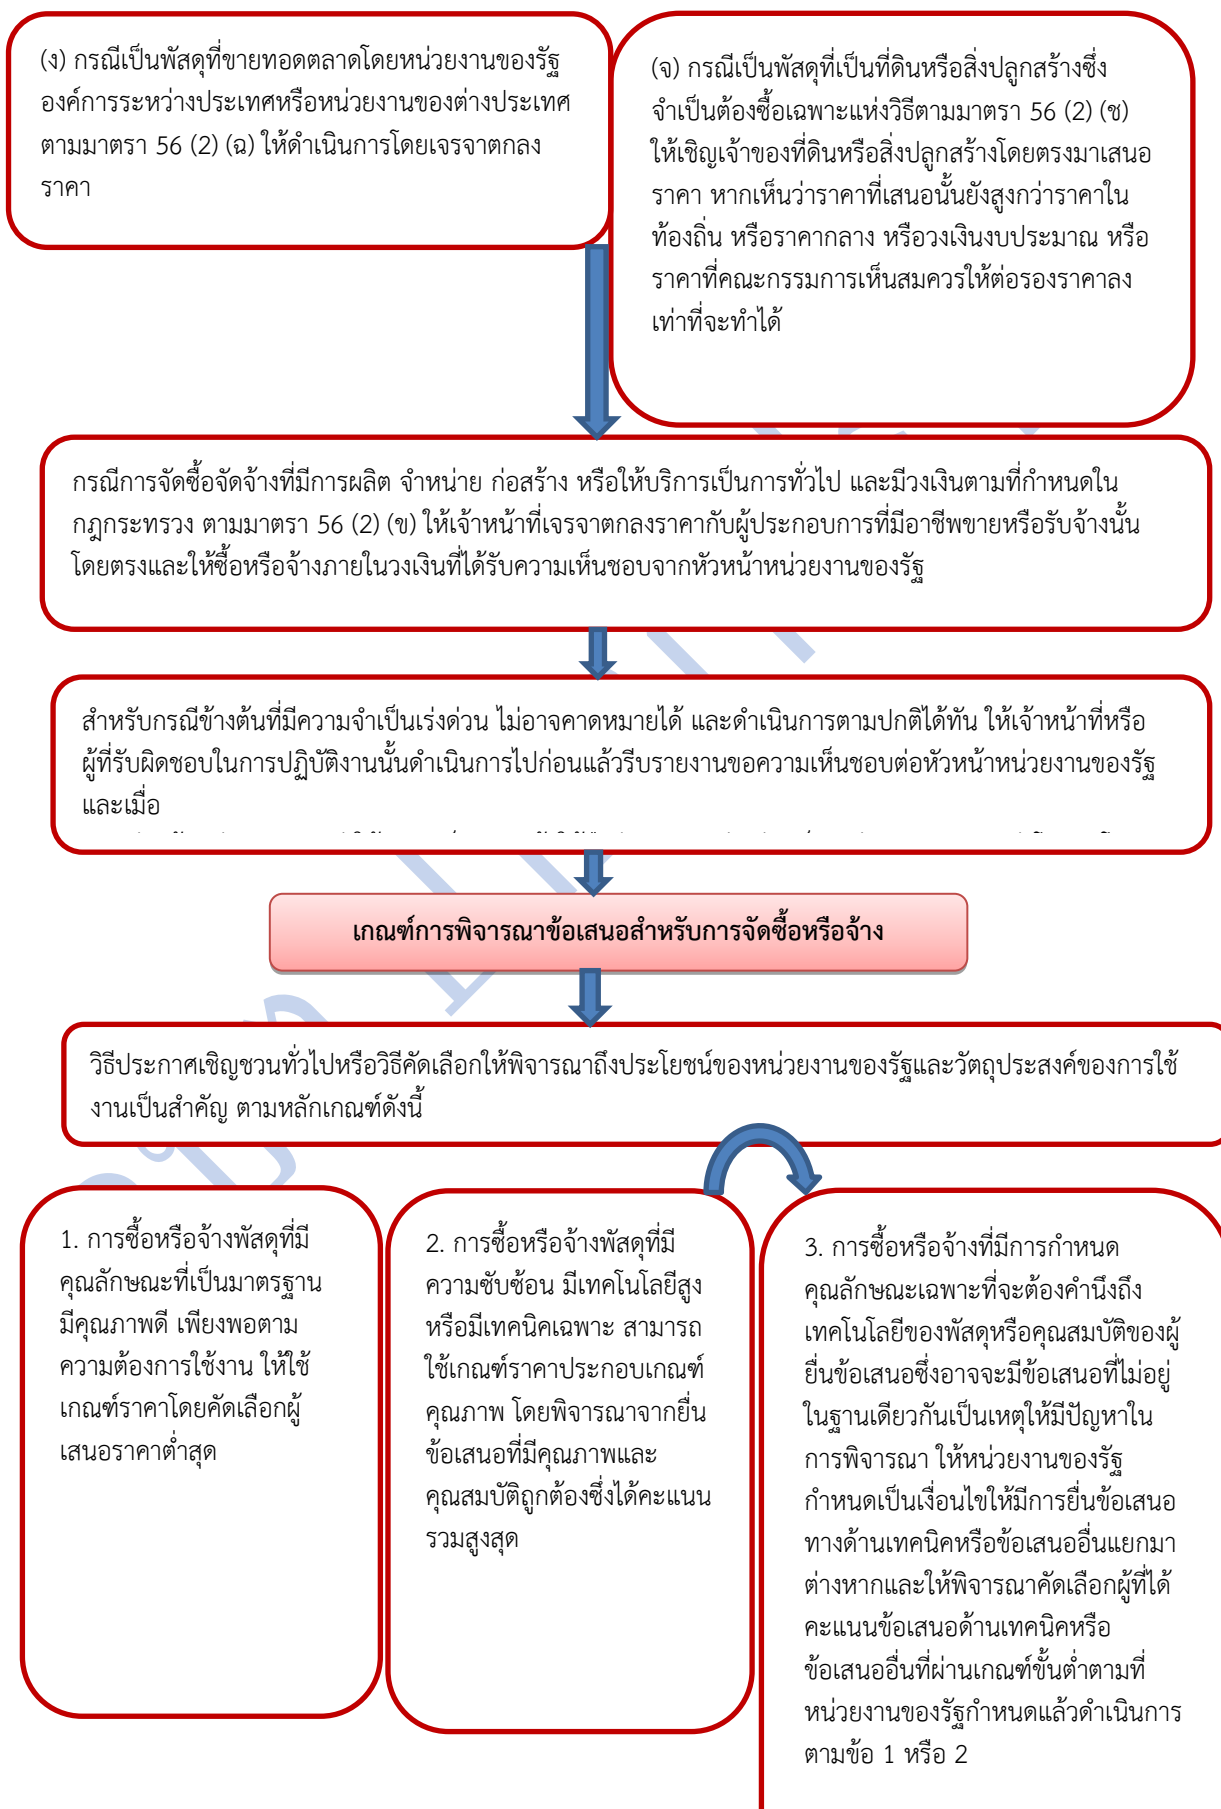 (ง) กรณีเป็นพัสดุที่ขายทอดตลาดโดยหน่วยงานของรัฐ
องค์การระหว่างประเทศหรือหน่วยงานของต่างประเทศ
ตามมาตรา 56 (2) (ฉ) ให้ดำเนินการโดยเจรจาตกลง
ราคา
(จ) กรณีเป็นพัสดุที่เป็นที่ดินหรือสิ่งปลูกสร้างซึ่ง
จำเป็นต้องซื้อเฉพาะแห่งวิธีตามมาตรา 56 (2) (ช)
ให้เชิญเจ้าของที่ดินหรือสิ่งปลูกสร้างโดยตรงมาเสนอ
ราคา หากเห็นว่าราคาที่เสนอนั้นยังสูงกว่าราคาใน
ท้องถิ่น หรือราคากลาง หรือวงเงินงบประมาณ หรือ
ราคาที่คณะกรรมการเห็นสมควรให้ต่อรองราคาลง
เท่าที่จะทำได้
กรณีการจัดซื้อจัดจ้างที่มีการผลิต จำหน่าย ก่อสร้าง หรือให้บริการเป็นการทั่วไป และมีวงเงินตามที่กำหนดใน
กฎกระทรวง ตามมาตรา 56 (2) (ข) ให้เจ้าหน้าที่เจรจาตกลงราคากับผู้ประกอบการที่มีอาชีพขายหรือรับจ้างนั้น
โดยตรงและให้ซื้อหรือจ้างภายในวงเงินที่ได้รับความเห็นชอบจากหัวหน้าหน่วยงานของรัฐ
สำหรับกรณีข้างต้นที่มีความจำเป็นเร่งด่วน ไม่อาจคาดหมายได้ และดำเนินการตามปกติได้ทัน ให้เจ้าหน้าที่หรือ
ผู้ที่รับผิดชอบในการปฏิบัติงานนั้นดำเนินการไปก่อนแล้วรีบรายงานขอความเห็นชอบต่อหัวหน้าหน่วยงานของรัฐ
และเมื่อ
เกณฑ์การพิจารณาข้อเสนอสำหรับการจัดซื้อหรือจ้าง
วิธีประกาศเชิญชวนทั่วไปหรือวิธีคัดเลือกให้พิจารณาถึงประโยชน์ของหน่วยงานของรัฐและวัตถุประสงค์ของการใช้
งานเป็นสำคัญ ตามหลักเกณฑ์ดังนี้
1. การซื้อหรือจ้างพัสดุที่มี
คุณลักษณะที่เป็นมาตรฐาน
มีคุณภาพดี เพียงพอตาม
ความต้องการใช้งาน ให้ใช้
เกณฑ์ราคาโดยคัดเลือกผู้
เสนอราคาต่ำสุด
2. การซื้อหรือจ้างพัสดุที่มี
ความซับซ้อน มีเทคโนโลยีสูง
หรือมีเทคนิคเฉพาะ สามารถ
ใช้เกณฑ์ราคาประกอบเกณฑ์
คุณภาพ โดยพิจารณาจากยื่น
ข้อเสนอที่มีคุณภาพและ
คุณสมบัติถูกต้องซึ่งได้คะแนน
รวมสูงสุด
3. การซื้อหรือจ้างที่มีการกำหนด
คุณลักษณะเฉพาะที่จะต้องคำนึงถึง
เทคโนโลยีของพัสดุหรือคุณสมบัติของผู้
ยื่นข้อเสนอซึ่งอาจจะมีข้อเสนอที่ไม่อยู่
ในฐานเดียวกันเป็นเหตุให้มีปัญหาใน
การพิจารณา ให้หน่วยงานของรัฐ
กำหนดเป็นเงื่อนไขให้มีการยื่นข้อเสนอ
ทางด้านเทคนิคหรือข้อเสนออื่นแยกมา
ต่างหากและให้พิจารณาคัดเลือกผู้ที่ได้
คะแนนข้อเสนอด้านเทคนิคหรือ
ข้อเสนออื่นที่ผ่านเกณฑ์ขั้นต่ำตามที่
หน่วยงานของรัฐกำหนดแล้วดำเนินการ
ตามข้อ 1 หรือ 2